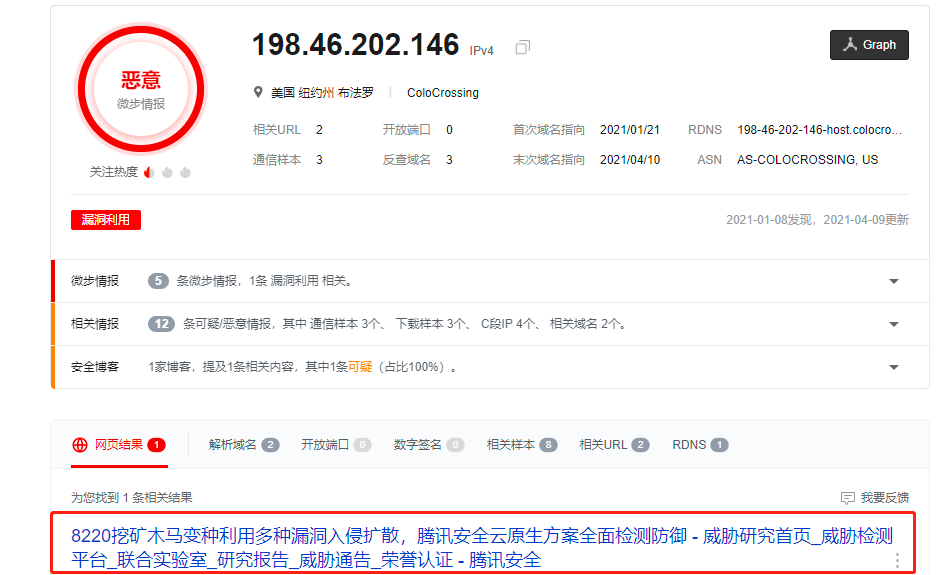 恶意
微步情报
关注热度
198.46.202.146 IPv4
Graph
美国 纽约州 布法罗 | ColoCrossing
相关URL 2 开放端口 0 首次域名指向 2021/01/21 RDNS 198-46-202-146-host.colocro...
通信样本 3 反查域名 3 末次域名指向 2021/04/10 ASN AS-COLOCROSSING, US
漏洞利用
2021-01-08发现，2021-04-09更新
微步情报 5 条微步情报，1条 漏洞利用 相关。
相关情报 12 条可疑/恶意情报，其中 通信样本 3个、 下载样本 3个、 C段IP 4个、 相关域名 2个。
安全博客 1家博客，提及1条相关内容，其中1条可疑（占比100%）。
网页结果 1 解析域名 2 开放端口 0 数字签名 0 相关样本 8 相关URL 2 RDNS 1
为您找到 1 条相关结果
我要反馈
8220挖矿木马变种利用多种漏洞入侵扩散，腾讯安全云原生方案全面检测防御 - 威胁研究首页_威胁检测
平台_联合实验室_研究报告_威胁通告_荣誉认证 - 腾讯安全